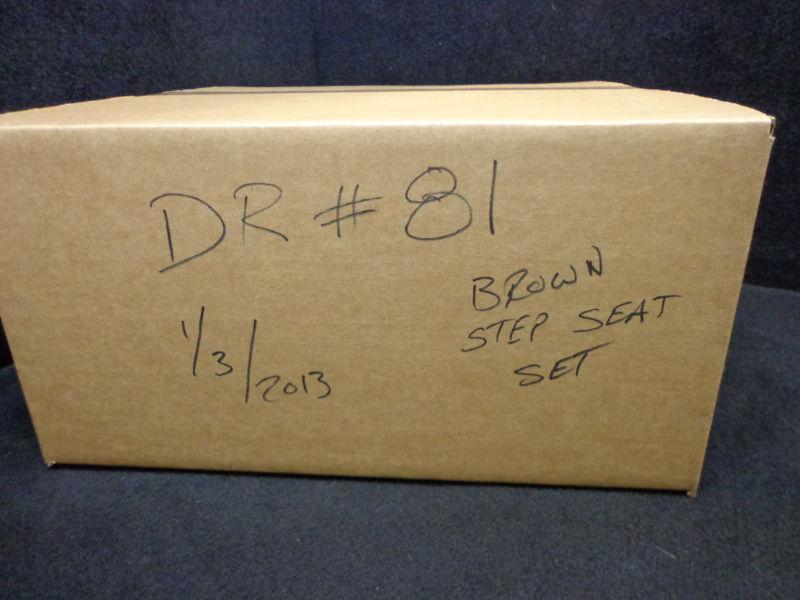 DR # 81
BROWN
STEP SEAT
SET
1/3/2013